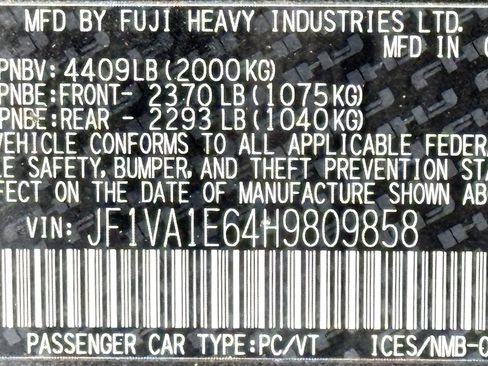 MFD BY FUJI HEAVY INDUSTRIES LTD.
MFD IN
PNBV: 4409LB(2000KG)
PNBE:FRONT- 2370 LB(1075KG)
PNBE:REAR - 2293 LB(1040KG)
VEHICLE CONFORMS TO ALL APPLICABLE FEDERA
LE SAFETY, BUMPER, AND THEFT PREVENTION STA
FECT ON THE DATE OF MANUFACTURE SHOWN AB
VIN: JF1VA1E64H9809858
PASSENGER CAR TYPE:PC/VT ICES/NMB-0